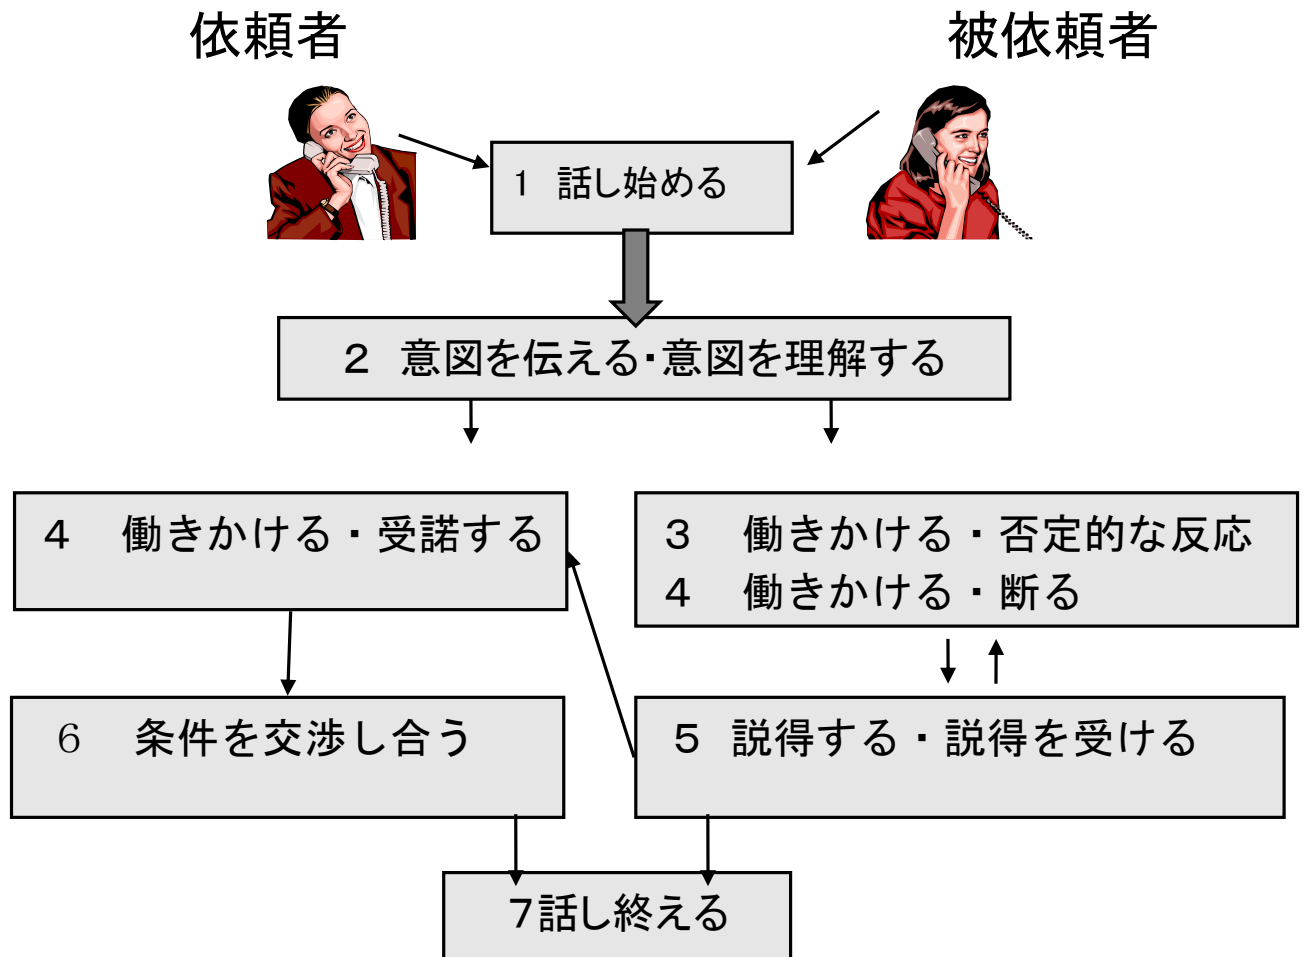 依頼者
被依頼者
1 話し始める
２ 意図を伝える・意図を理解する
４ 働きかける・受諾する
３ 働きかける・否定的な反応
４ 働きかける・断る
６ 条件を交渉し合う
５ 説得する・説得を受ける
７話し終える